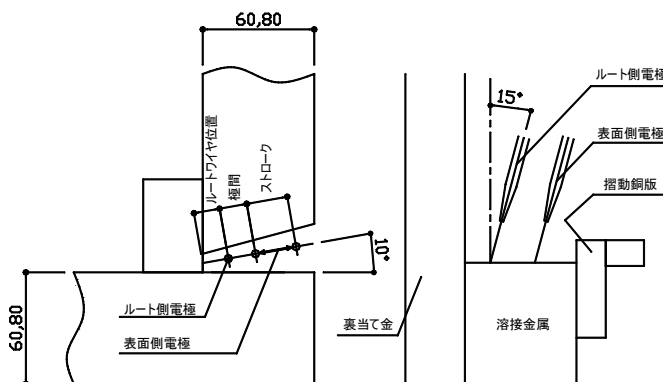 60,80
ルートワイヤ位置
極間
ストローク
10°
60,80
ルート側電極
表面側電極
裏当て金
15°
ルート側電極
表面側電極
摺動銅版
溶接金属